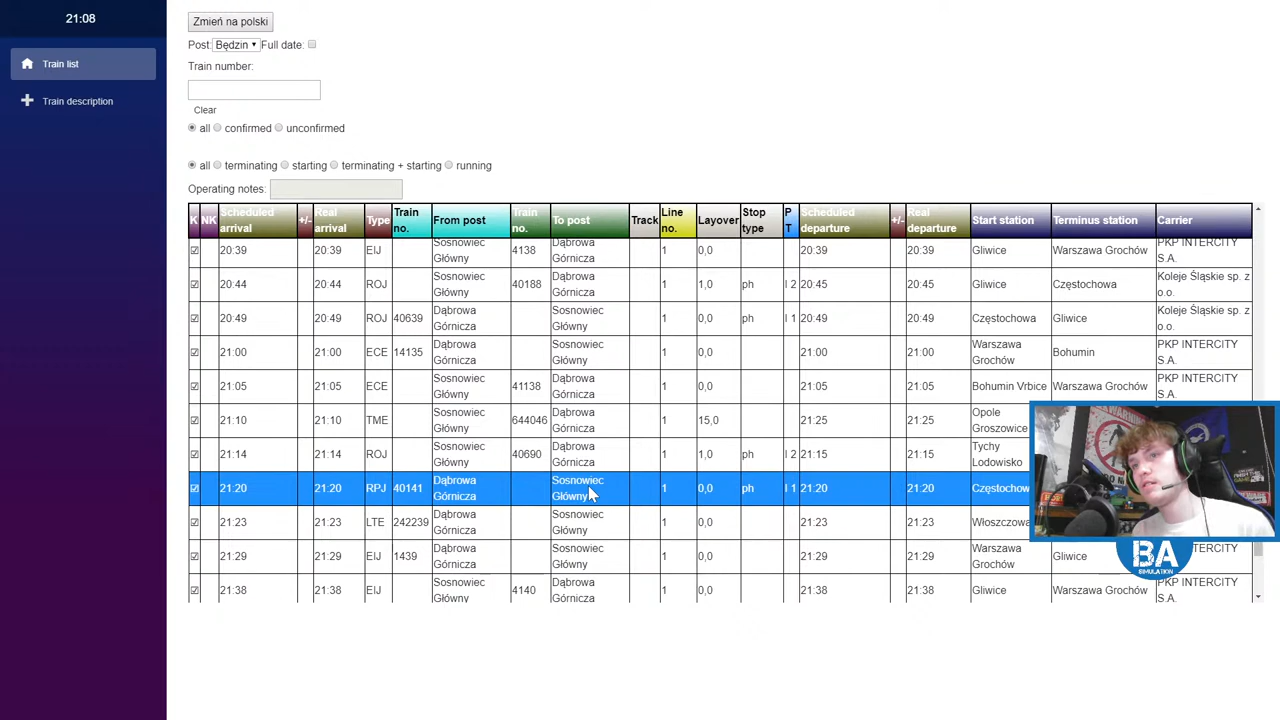 21:08
Train list
Train description
Zmień na polski
Post: Będzin Full date:
Train number:
Clear
all confirmed unconfirmed
all terminating starting terminating + starting running
Operating notes:
K NK Scheduled arrival +/- Real arrival Type Train no. From post Train no. To post Track Line no. Layover Stop type P T Scheduled departure +/- Real departure Start station Terminus station Carrier
20:39 20:39 EIJ Sosnowiec Główny 4138 Dąbrowa Górnicza 1 0,0 20:39 20:39 Gliwice Warszawa Grochów PKP INTERCITY S.A.
20:44 20:44 ROJ Sosnowiec Główny 40188 Dąbrowa Górnicza 1 1,0 ph I 2 20:45 20:45 Gliwice Częstochowa Koleje Śląskie sp. z o.o.
20:49 20:49 ROJ 40639 Dąbrowa Górnicza Sosnowiec Główny 1 0,0 ph I 1 20:49 20:49 Częstochowa Gliwice Koleje Śląskie sp. z o.o.
21:00 21:00 ECE 14135 Dąbrowa Górnicza Sosnowiec Główny 1 0,0 21:00 21:00 Warszawa Grochów Bohumin PKP INTERCITY S.A.
21:05 21:05 ECE Sosnowiec Główny 41138 Dąbrowa Górnicza 1 0,0 21:05 21:05 Bohumin Vrbice Warszawa Grochów PKP INTERCITY S.A.
21:10 21:10 TME Sosnowiec Główny 644046 Dąbrowa Górnicza 1 15,0 21:25 21:25 Opole Groszowice
21:14 21:14 ROJ Sosnowiec Główny 40690 Dąbrowa Górnicza 1 1,0 ph I 2 21:15 21:15 Tychy Lodowisko
21:20 21:20 RPJ 40141 Dąbrowa Górnicza Sosnowiec Główny 1 0,0 ph I 1 21:20 21:20 Częstochow
21:23 21:23 LTE 242239 Dąbrowa Górnicza Sosnowiec Główny 1 0,0 21:23 21:23 Włoszczowa
21:29 21:29 EIJ 1439 Dąbrowa Górnicza Sosnowiec Główny 1 0,0 21:29 21:29 Warszawa Grochów Gliwice TERCITY
21:38 21:38 EIJ Sosnowiec Główny 4140 Dąbrowa Górnicza 1 0,0 21:38 21:38 Gliwice Warszawa Grochów PKP INTERCITY S.A.
BA
SIMULATION